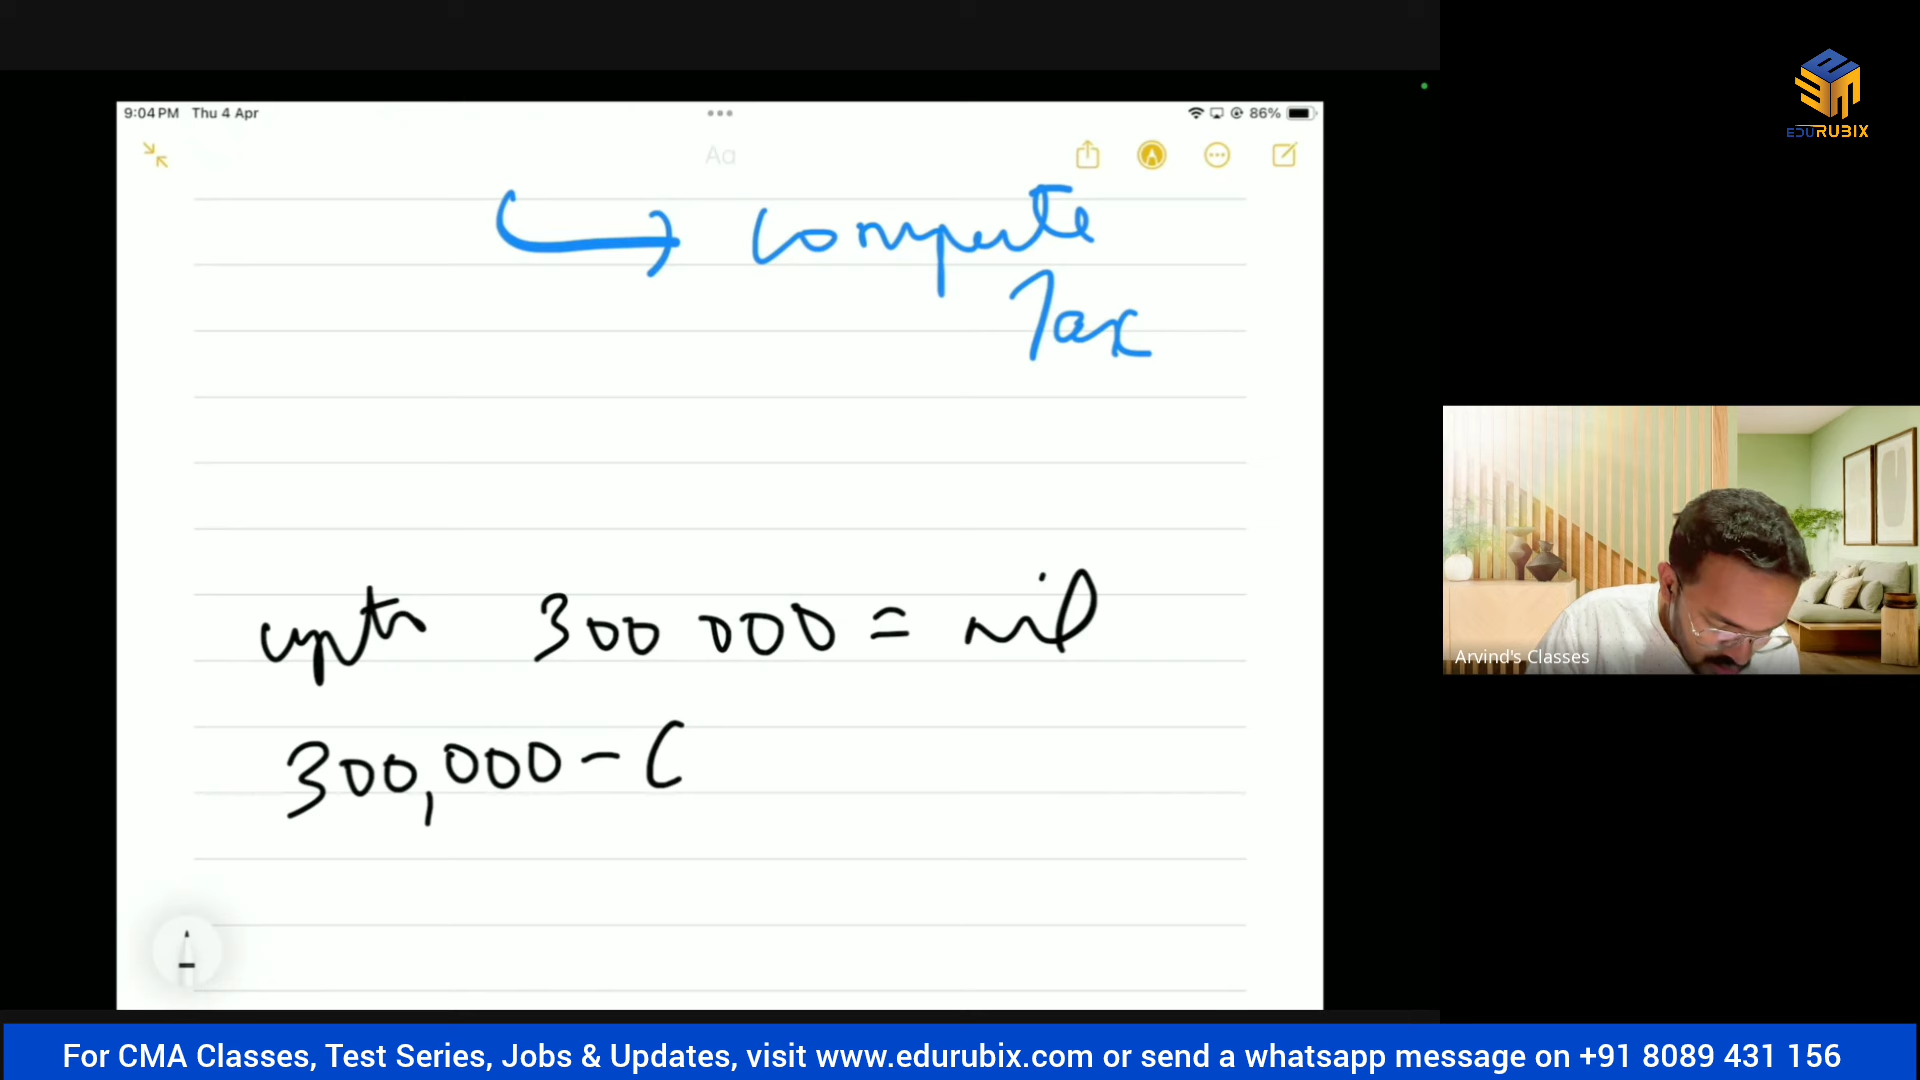 EDURUBIX
9:04 PM Thu 4 Apr
86%
Aa
compute
Tax
upto 300 000 = nil
300,000 -
Arvind's Classes
For CMA Classes, Test Series, Jobs & Updates, visit www.edurubix.com or send a whatsapp message on +91 8089 431 156